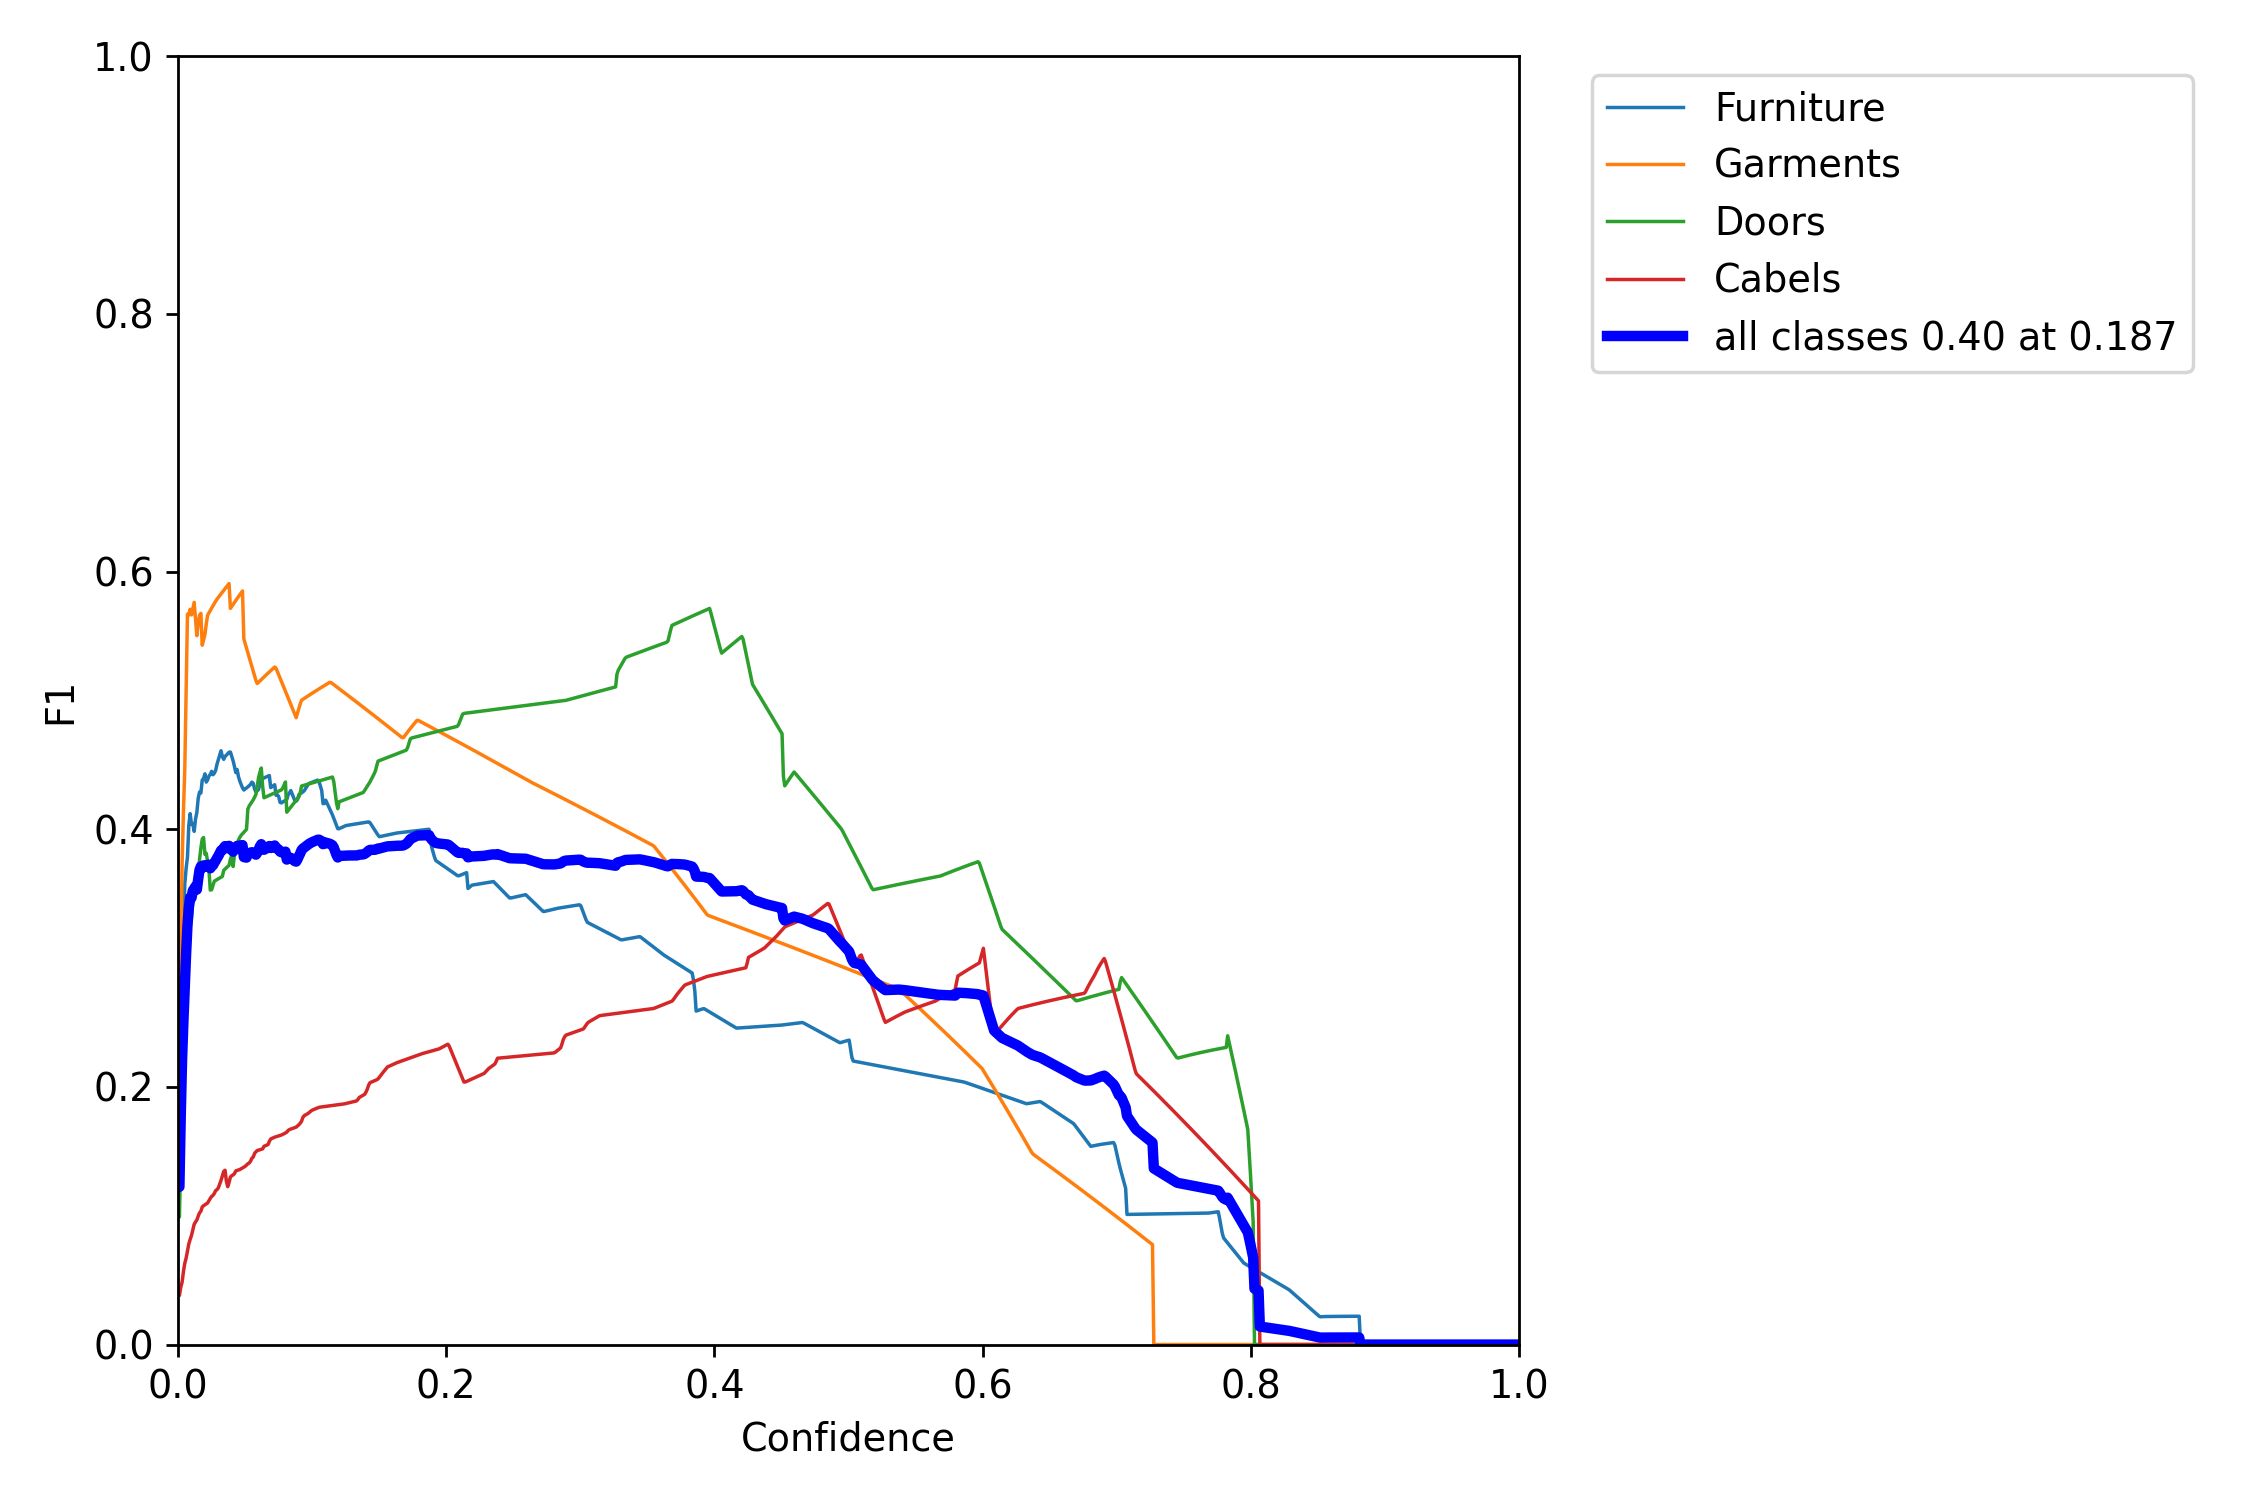 1.0
0.8
0.6
0.4
0.2
0.0
F1
0.0 0.2 0.4 0.6 0.8 1.0
Confidence
Furniture
Garments
Doors
Cabels
all classes 0.40 at 0.187